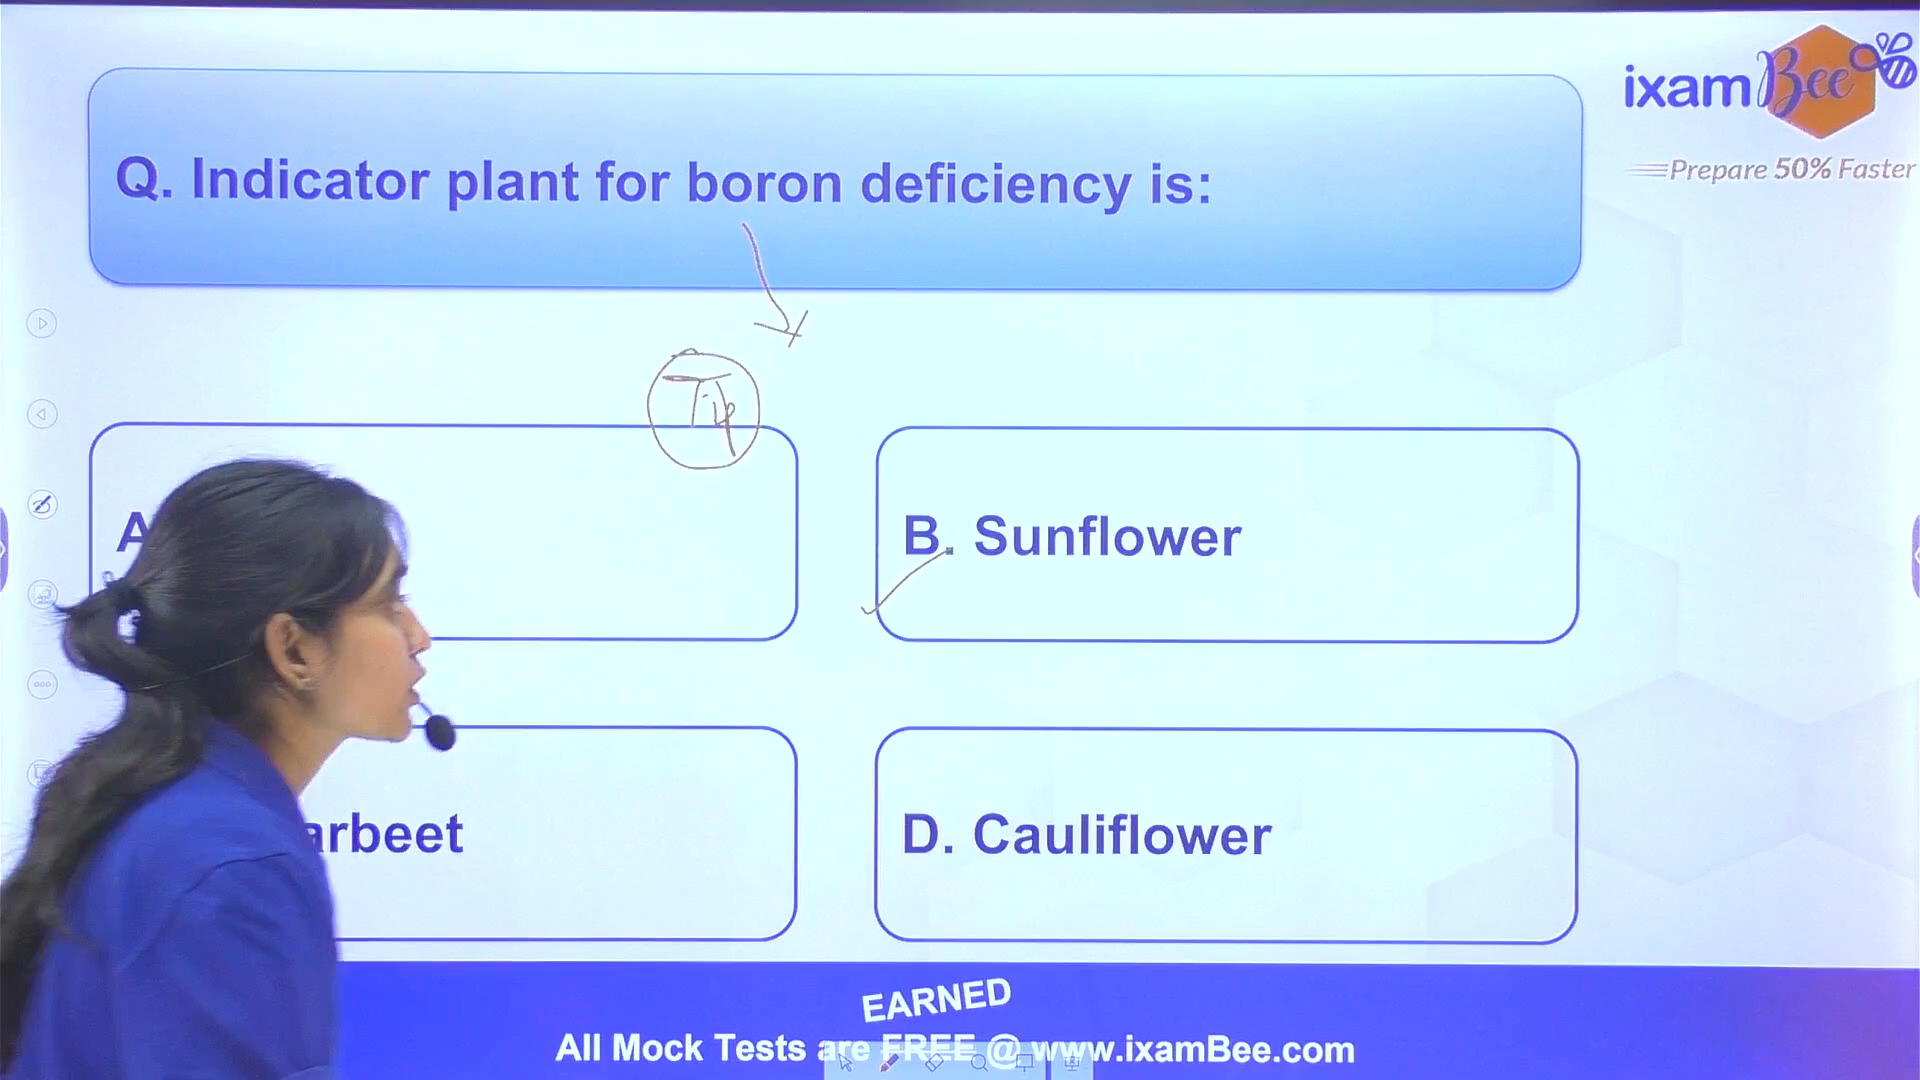 ixamBee
Prepare 50% Faster
Q. Indicator plant for boron deficiency is:
Tip
A
B. Sunflower
arbeet
D. Cauliflower
EARNED
All Mock Tests are FREE @ www.ixamBee.com